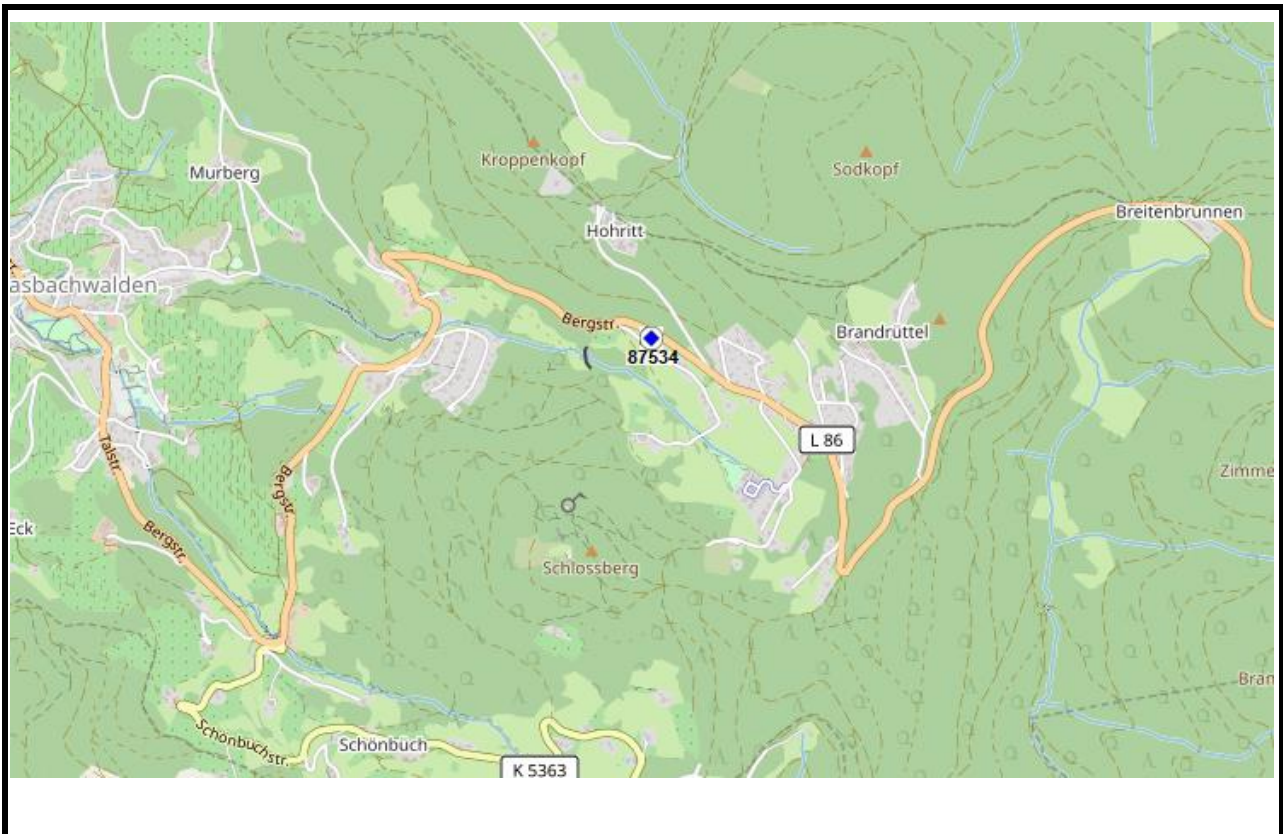 Murberg
Kroppenkopf
Sodkopf
Breitenbrunnen
Hohritt
asbachwalden
Bergstr.
87534
Brandrüttel
L 86
Talstr.
Bergstr.
Zimme
Eck
Bergstr.
Schlossberg
Bran
Schönbuchstr.
Schönbuch
K 5363